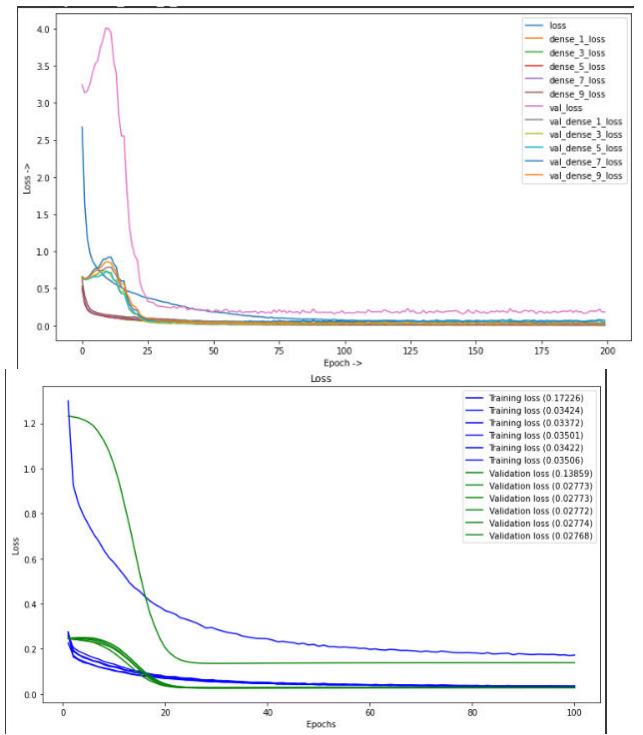 4.0
3.5
3.0
2.5
2.0
1.5
1.0
0.5
0.0
Loss ->
0 25 50 75 100 125 150 175 200
Epoch ->
loss
dense_1_loss
dense_3_loss
dense_5_loss
dense_7_loss
dense_9_loss
val_loss
val_dense_1_loss
val_dense_3_loss
val_dense_5_loss
val_dense_7_loss
val_dense_9_loss
Loss
1.2
1.0
0.8
0.6
0.4
0.2
0.0
Loss
0 20 40 60 80 100
Epochs
Training loss (0.17226)
Training loss (0.03424)
Training loss (0.03372)
Training loss (0.03501)
Training loss (0.03422)
Training loss (0.03506)
Validation loss (0.13859)
Validation loss (0.02773)
Validation loss (0.02773)
Validation loss (0.02772)
Validation loss (0.02774)
Validation loss (0.02768)